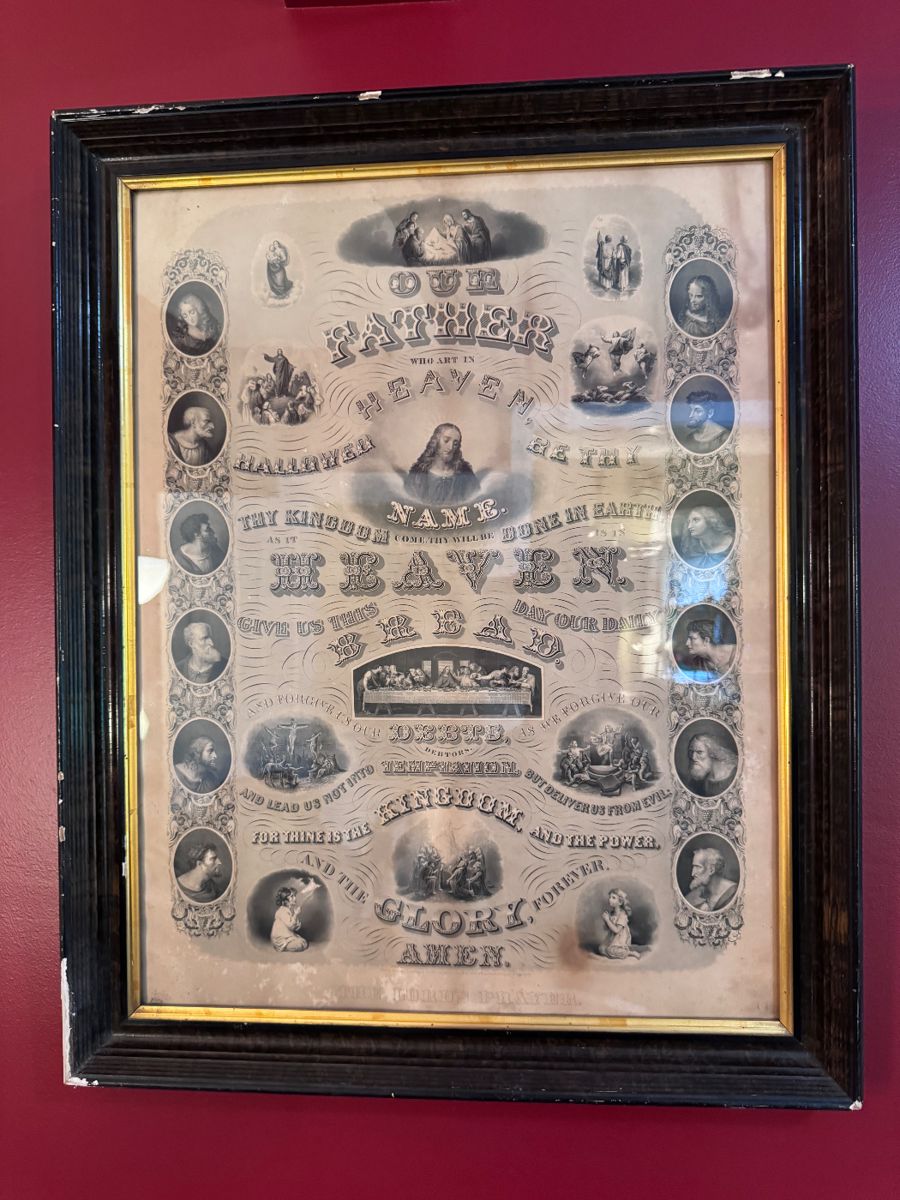 OUR
FATHER
WHO ART IN
HEAVEN,
HALLOWED BE THY
NAME.
THY KINGDOM COME, THY WILL BE DONE IN EARTH
AS IT IS IN
HEAVEN
GIVE US THIS DAY OUR DAILY
BREAD,
AND FORGIVE US OUR DEBTS, AS WE FORGIVE OUR
DEBTORS.
AND LEAD US NOT INTO TEMPTATION, BUT DELIVER US FROM EVIL.
FOR THINE IS THE KINGDOM, AND THE POWER,
AND THE GLORY, FOREVER.
AMEN.
THE LORD'S PRAYER.